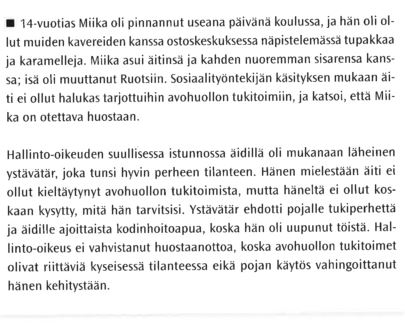 ■ 14-vuotias Miika oli pinnannut useana päivänä koulussa, ja hän oli ol-
lut muiden kavereiden kanssa ostoskeskuksessa näpistelemässä tupakkaa
ja karamelleja. Miika asui äitinsä ja kahden nuoremman sisarensa kans-
sa; isä oli muuttanut Ruotsiin. Sosiaalityöntekijän käsityksen mukaan äi-
ti ei ollut halukas tarjottuihin avohuollon tukitoimiin, ja katsoi, että Mii-
ka on otettava huostaan.

Hallinto-oikeuden suullisessa istunnossa äidillä oli mukanaan läheinen
ystävätär, joka tunsi hyvin perheen tilanteen. Hänen mielestään äiti ei
ollut kieltäytynyt avohuollon tukitoimista, mutta häneltä ei ollut kos-
kaan kysytty, mitä hän tarvitsisi. Ystävätär ehdotti pojalle tukiperhettä
ja äidille ajoittaista kodinhoitoapua, koska hän oli uupunut töistä. Hal-
linto-oikeus ei vahvistanut huostaanottoa, koska avohuollon tukitoimet
olivat riittäviä kyseisessä tilanteessa eikä pojan käytös vahingoittanut
hänen kehitystään.